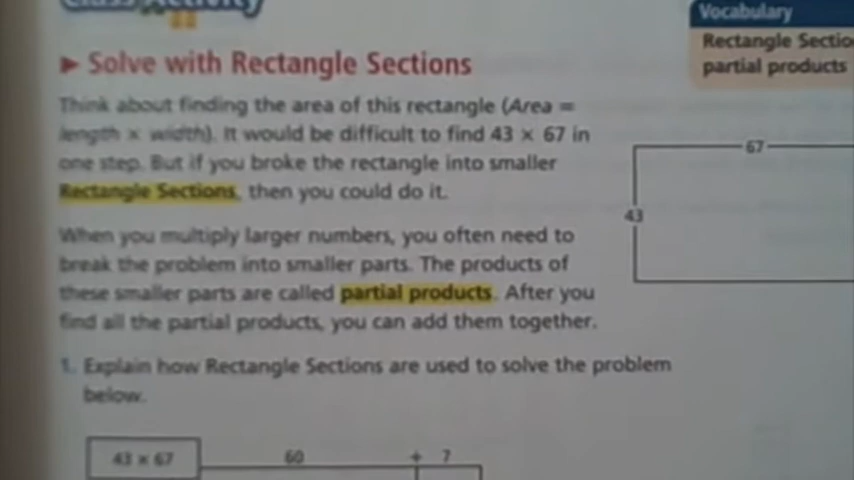 Class Activity
Vocabulary
Rectangle Sectio
partial products
▶ Solve with Rectangle Sections
Think about finding the area of this rectangle (Area =
length × width). It would be difficult to find 43 × 67 in
one step. But if you broke the rectangle into smaller
Rectangle Sections, then you could do it.
67
43
When you multiply larger numbers, you often need to
break the problem into smaller parts. The products of
these smaller parts are called partial products. After you
find all the partial products, you can add them together.
1. Explain how Rectangle Sections are used to solve the problem
below.
43 × 67 60 + 7